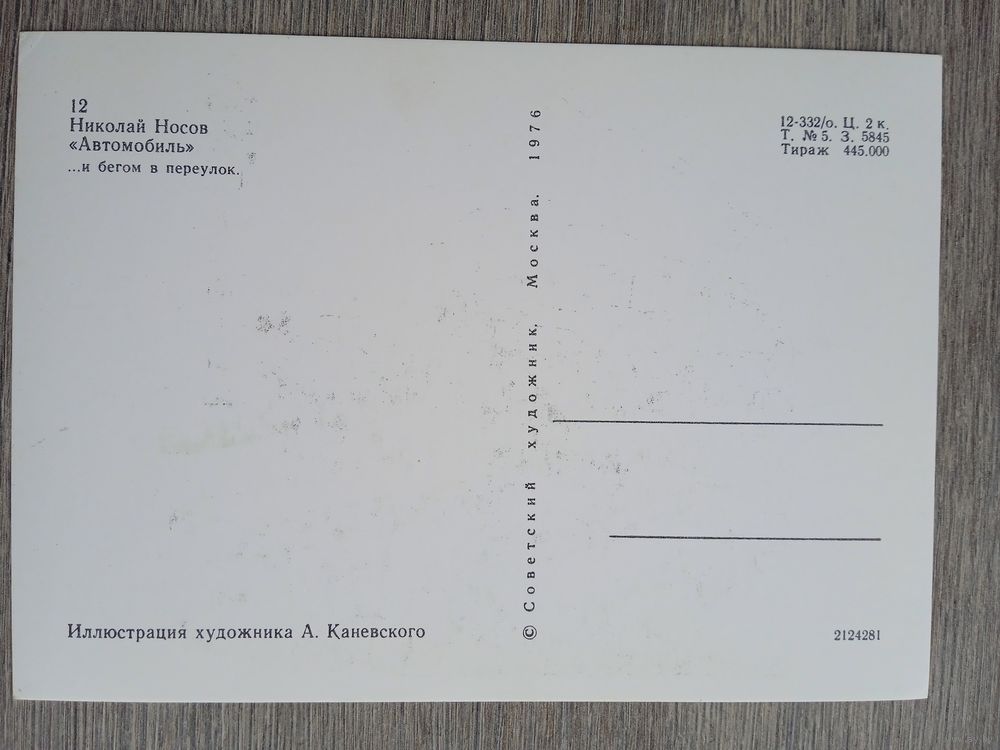 12
Николай Носов
«Автомобиль»
...и бегом в переулок.
© Советский художник. Москва. 1976
12-332/о. Ц. 2 к.
Т. № 5. З. 5845
Тираж 445.000
Иллюстрация художника А. Каневского
2124281